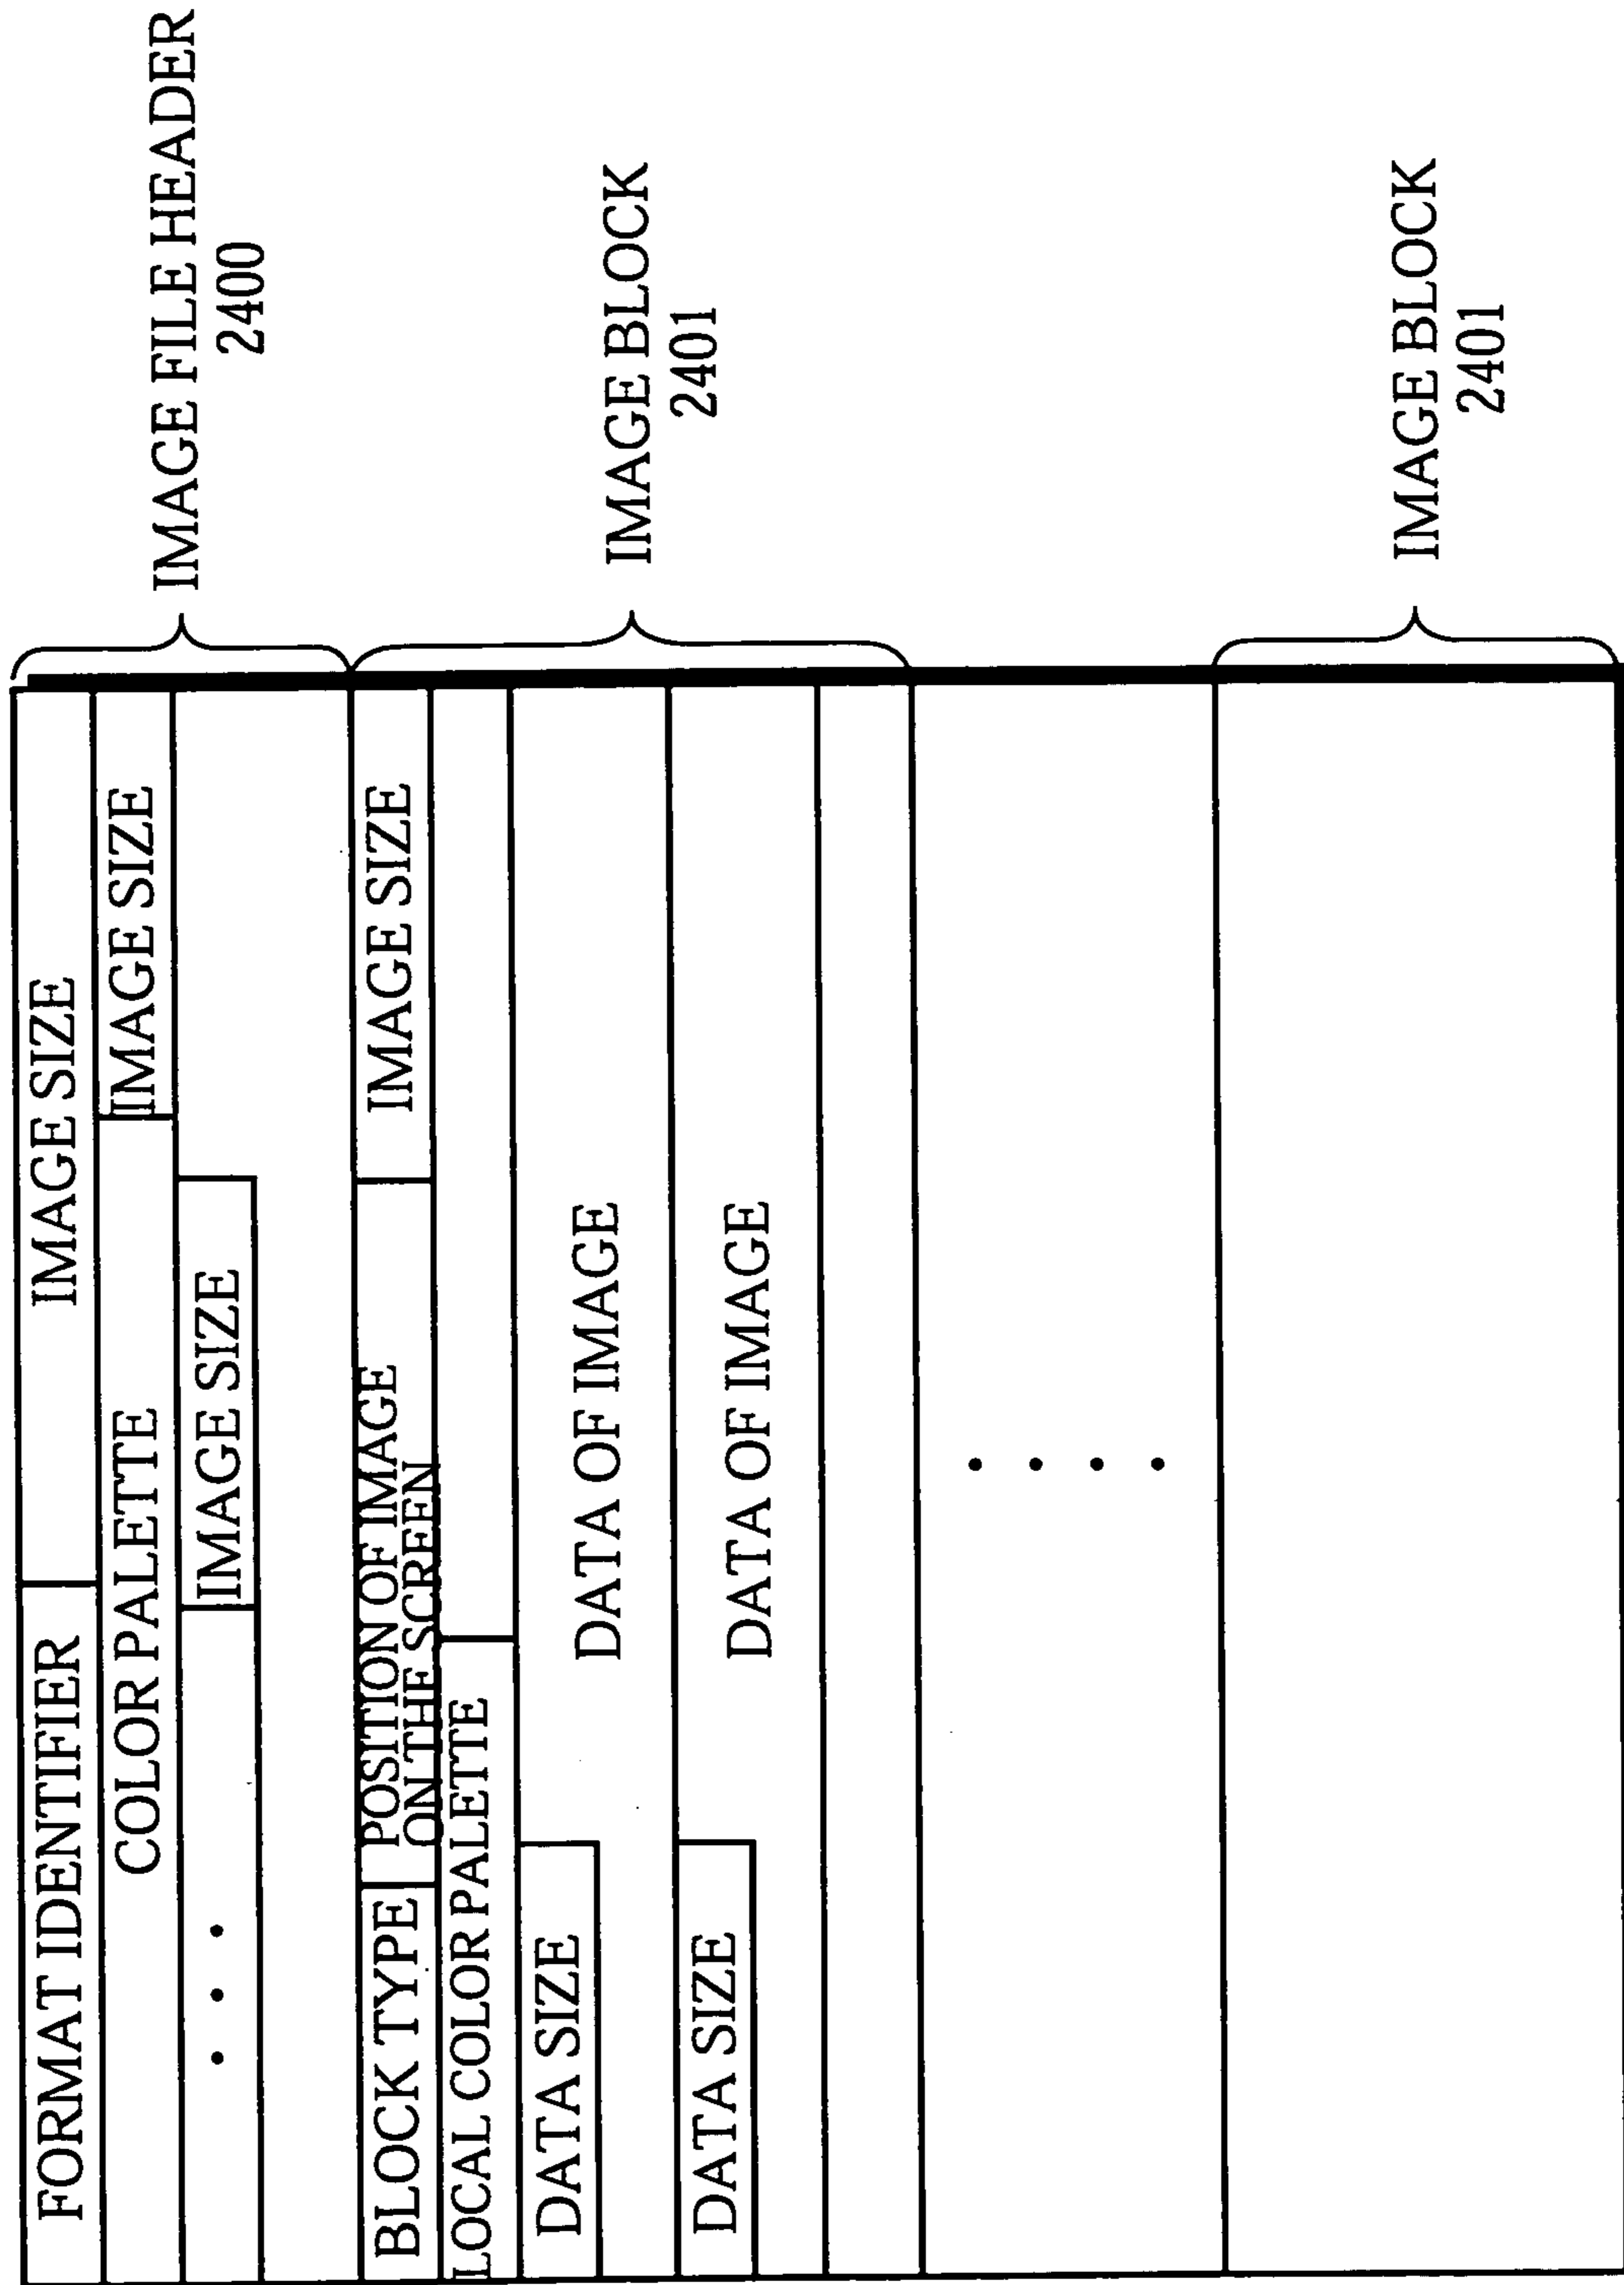 FORMAT IDENTIFIER
IMAGE SIZE
COLOR PALETTE
IMAGE SIZE
IMAGE SIZE
IMAGE FILE HEADER
2400
BLOCK TYPE
POSITION OF IMAGE
ON THE SCREEN
IMAGE SIZE
LOCAL COLOR PALETTE
DATA SIZE
DATA OF IMAGE
DATA SIZE
DATA OF IMAGE
IMAGE BLOCK
2401
IMAGE BLOCK
2401